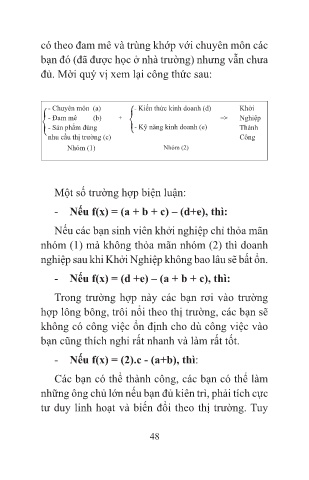 có theo đam mê và trùng khớp với chuyên môn các
bạn đó (đã được học ở nhà trường) nhưng vẫn chưa
đủ. Mời quý vị xem lại công thức sau:
- Chuyên môn (a) - Kiến thức kinh doanh (d) Khởi
- Đam mê (b) + => Nghiệp
- Sản phẩm đúng - Kỹ năng kinh doanh (e) Thành
nhu cầu thị trường (c) Công
Nhóm (1) Nhóm (2)
Một số trường hợp biện luận:
- Nếu f(x) = (a + b + c) – (d+e), thì:
Nếu các bạn sinh viên khởi nghiệp chỉ thỏa mãn
nhóm (1) mà không thỏa mãn nhóm (2) thì doanh
nghiệp sau khi Khởi Nghiệp không bao lâu sẽ bất ổn.
- Nếu f(x) = (d +e) – (a + b + c), thì:
Trong trường hợp này các bạn rơi vào trường
hợp lông bông, trôi nổi theo thị trường, các bạn sẽ
không có công việc ổn định cho dù công việc vào
bạn cũng thích nghi rất nhanh và làm rất tốt.
- Nếu f(x) = (2).c - (a+b), thì:
Các bạn có thể thành công, các bạn có thể làm
những ông chủ lớn nếu bạn đủ kiên trì, phải tích cực
tư duy linh hoạt và biến đổi theo thị trường. Tuy
48